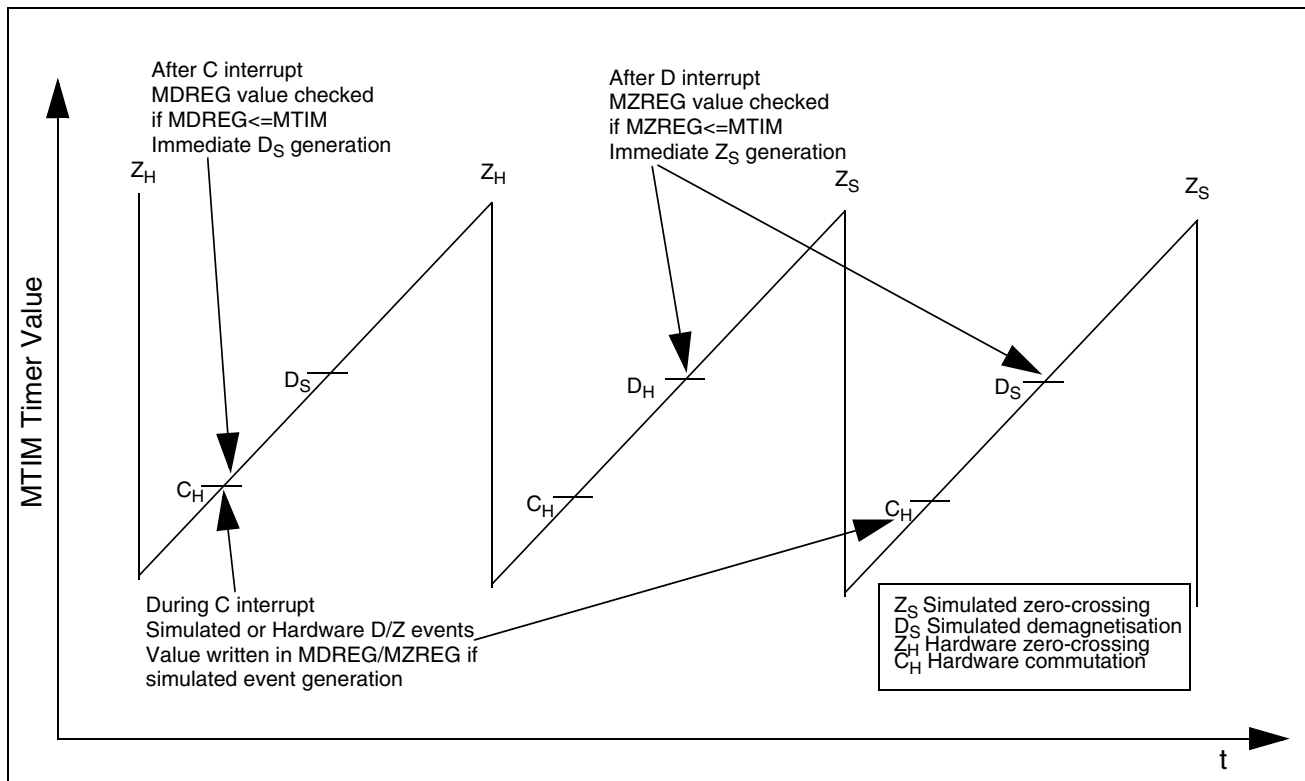 After C interrupt
MDREG value checked
if MDREG<=MTIM
Immediate DS generation
After D interrupt
MZREG value checked
if MZREG<=MTIM
Immediate ZS generation
ZH
ZH
ZS
ZS
MTIM Timer Value
DS
DH
DS
CH
CH
CH
During C interrupt
Simulated or Hardware D/Z events
Value written in MDREG/MZREG if
simulated event generation
ZS Simulated zero-crossing
DS Simulated demagnetisation
ZH Hardware zero-crossing
CH Hardware commutation
t